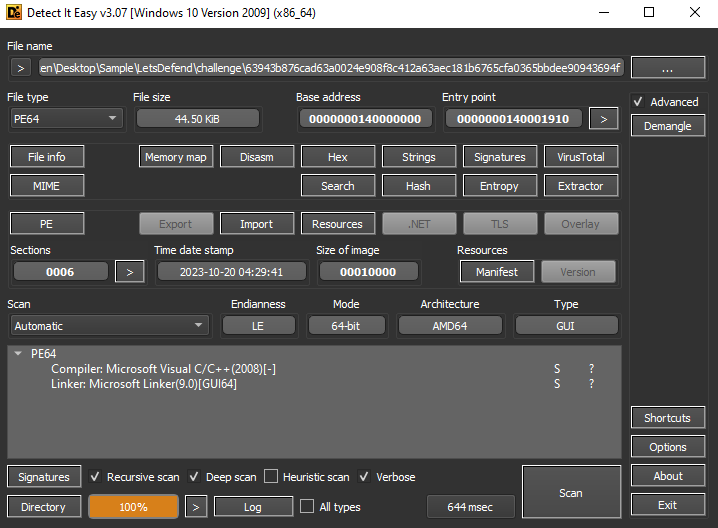 Detect It Easy v3.07 [Windows 10 Version 2009] (x86_64)
File name
> en\Desktop\Sample\LetsDefend\challenge\63943b876cad63a0024e908f8c412a63aec181b6765cfa0365bbdee90943694f ...
File type File size Base address Entry point Advanced
PE64 44.50 KiB 0000000140000000 0000000140001910 > Demangle
File info Memory map Disasm Hex Strings Signatures VirusTotal
MIME Search Hash Entropy Extractor
PE Export Import Resources .NET TLS Overlay
Sections Time date stamp Size of image Resources
0006 > 2023-10-20 04:29:41 00010000 Manifest Version
Scan Endianness Mode Architecture Type
Automatic LE 64-bit AMD64 GUI
PE64
Compiler: Microsoft Visual C/C++(2008)[-] S ?
Linker: Microsoft Linker(9.0)[GUI64] S ?
Shortcuts
Options
Signatures Recursive scan Deep scan Heuristic scan Verbose Scan About
Directory 100% > Log All types 644 msec Exit